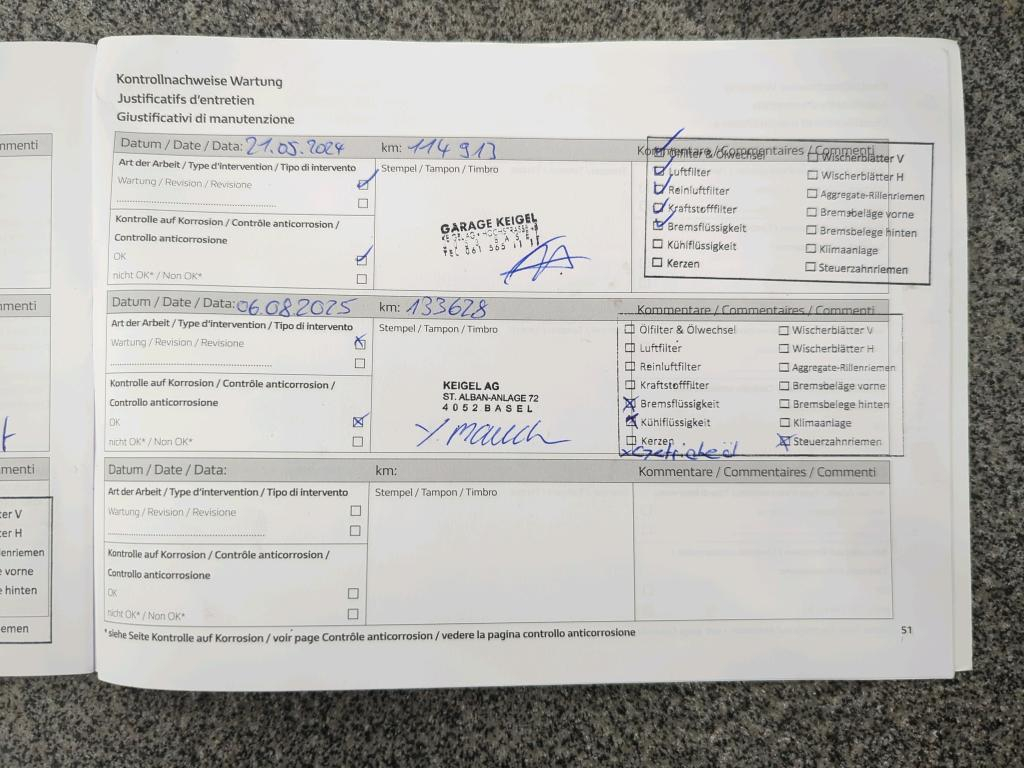 Kontrollnachweise Wartung
Justificatifs d'entretien
Giustificativi di manutenzione
Datum / Date / Data: 21.05.2024 km: 114 913 Kommentare / Commentaires / Commenti
Art der Arbeit / Type d'intervention / Tipo di intervento
Wartung / Revision / Revisione
Kontrolle auf Korrosion / Contrôle anticorrosion /
Controllo anticorrosione
OK
nicht OK* / Non OK*
Stempel / Tampon / Timbro
GARAGE KEIGEL
TEL 061 565 11 11
Ölfilter & Ölwechsel
Luftfilter
Reinluftfilter
Kraftstofffilter
Bremsflüssigkeit
Kühlflüssigkeit
Kerzen
Wischerblätter V
Wischerblätter H
Aggregate-Rillenriemen
Bremsbeläge vorne
Bremsbelege hinten
Klimaanlage
Steuerzahnriemen
Datum / Date / Data: 06.08.2025 km: 133628 Kommentare / Commentaires / Commenti
Art der Arbeit / Type d'intervention / Tipo di intervento
Wartung / Revision / Revisione
Kontrolle auf Korrosion / Contrôle anticorrosion /
Controllo anticorrosione
OK
nicht OK* / Non OK*
Stempel / Tampon / Timbro
KEIGEL AG
ST. ALBAN-ANLAGE 72
4052 BASEL
Y. Mauch
Ölfilter & Ölwechsel
Luftfilter
Reinluftfilter
Kraftstofffilter
Bremsflüssigkeit
Kühlflüssigkeit
Kerzen
x Getriebeöl
Wischerblätter V
Wischerblätter H
Aggregate-Rillenriemen
Bremsbeläge vorne
Bremsbelege hinten
Klimaanlage
Steuerzahnriemen
Datum / Date / Data: km: Kommentare / Commentaires / Commenti
Art der Arbeit / Type d'intervention / Tipo di intervento
Wartung / Revision / Revisione
Kontrolle auf Korrosion / Contrôle anticorrosion /
Controllo anticorrosione
OK
nicht OK* / Non OK*
Stempel / Tampon / Timbro
*siehe Seite Kontrolle auf Korrosion / voir page Contrôle anticorrosion / vedere la pagina controllo anticorrosione
51